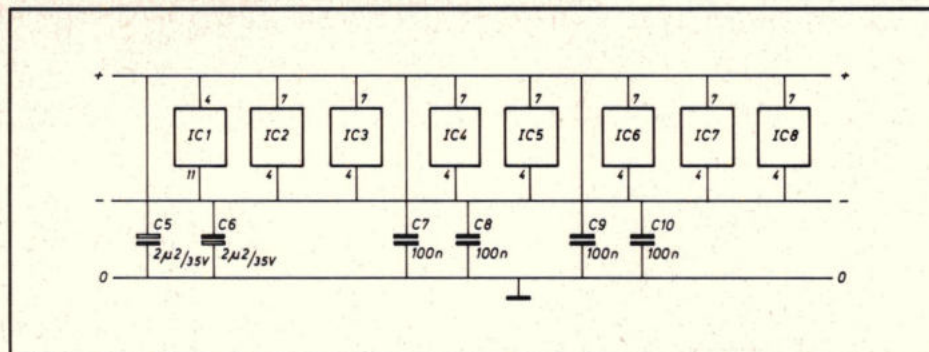 + +
4 7 7 7 7 7 7 7
IC1 IC2 IC3 IC4 IC5 IC6 IC7 IC8
11 4 4 4 4 4 4 4
- -
C5 C6 C7 C8 C9 C10
2µ2/35V 2µ2/35V 100n 100n 100n 100n
0 0